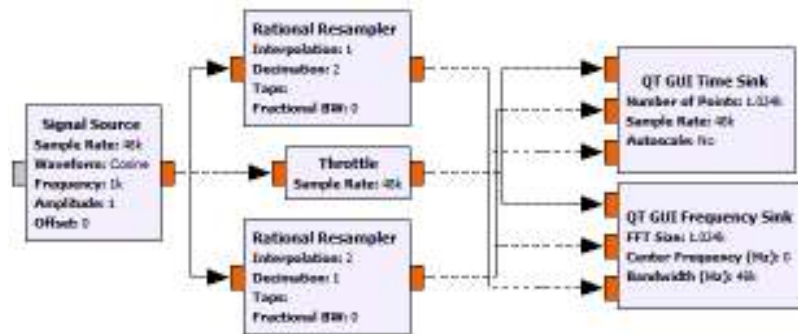 Signal Source
Sample Rate: 48k
Waveform: Cosine
Frequency: 1k
Amplitude: 1
Offset: 0
Rational Resampler
Interpolation: 1
Decimation: 2
Taps:
Fractional BW: 0
Throttle
Sample Rate: 48k
Rational Resampler
Interpolation: 2
Decimation: 1
Taps:
Fractional BW: 0
QT GUI Time Sink
Number of Points: 1.024k
Sample Rate: 48k
Autoscale: No
QT GUI Frequency Sink
FFT Size: 1.024k
Center Frequency (Hz): 0
Bandwidth (Hz): 48k